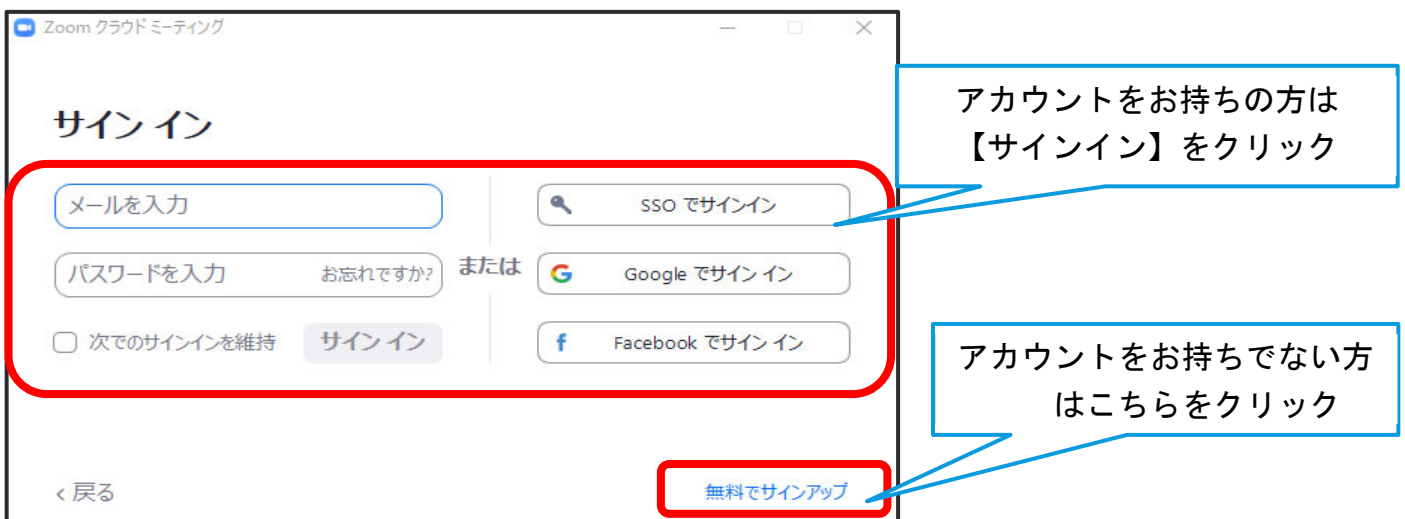 Zoom クラウド ミーティング
サイン イン
アカウントをお持ちの方は
【サインイン】をクリック
メールを入力
パスワードを入力 お忘れですか?
次でのサインインを維持 サイン イン
または
SSO でサインイン
Google でサイン イン
Facebook でサイン イン
アカウントをお持ちでない方
はこちらをクリック
‹ 戻る
無料でサインアップ